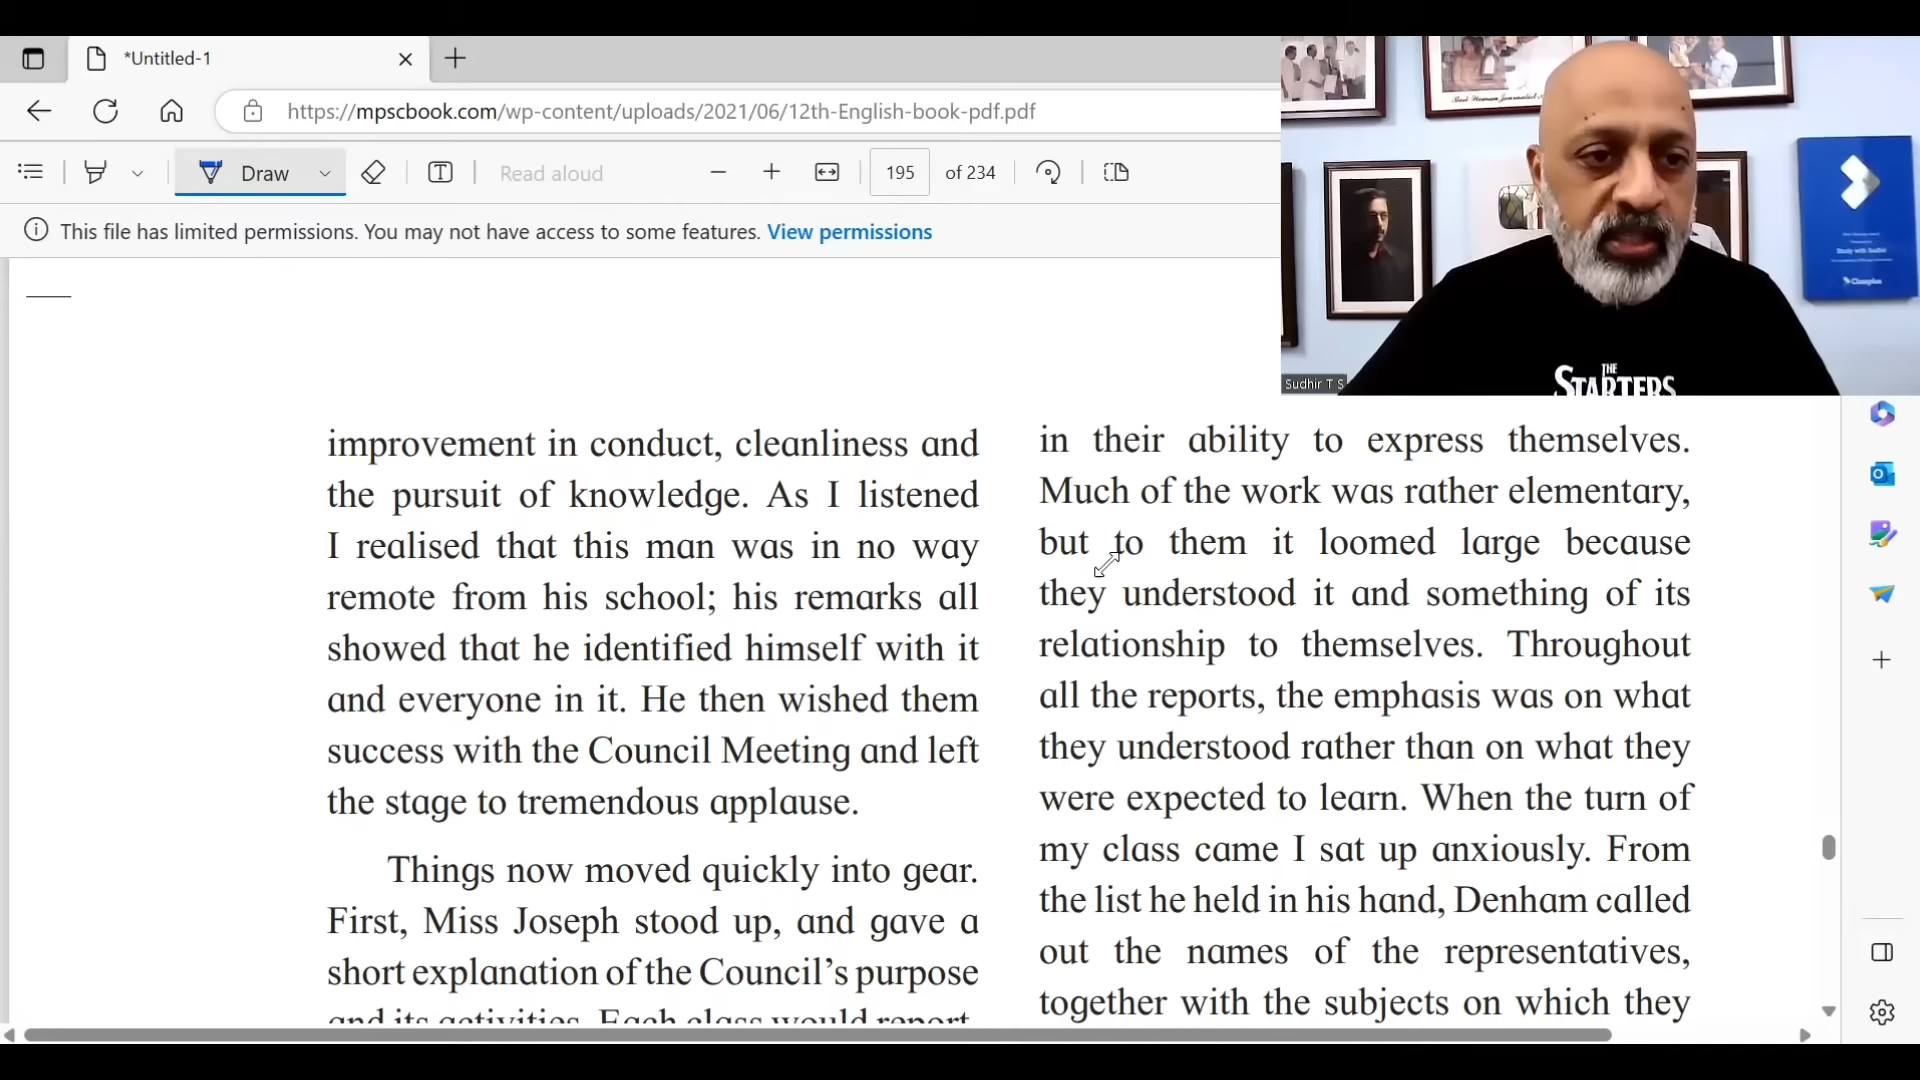 *Untitled-1
https://mpscbook.com/wp-content/uploads/2021/06/12th-English-book-pdf.pdf
Draw
Read aloud
195 of 234
This file has limited permissions. You may not have access to some features. View permissions
Sudhir T S
THE
STARTERS
Study with Sudhir
Classplus
improvement in conduct, cleanliness and
the pursuit of knowledge. As I listened
I realised that this man was in no way
remote from his school; his remarks all
showed that he identified himself with it
and everyone in it. He then wished them
success with the Council Meeting and left
the stage to tremendous applause.
Things now moved quickly into gear.
First, Miss Joseph stood up, and gave a
short explanation of the Council’s purpose
and its activities. Each class would report,
in their ability to express themselves.
Much of the work was rather elementary,
but to them it loomed large because
they understood it and something of its
relationship to themselves. Throughout
all the reports, the emphasis was on what
they understood rather than on what they
were expected to learn. When the turn of
my class came I sat up anxiously. From
the list he held in his hand, Denham called
out the names of the representatives,
together with the subjects on which they